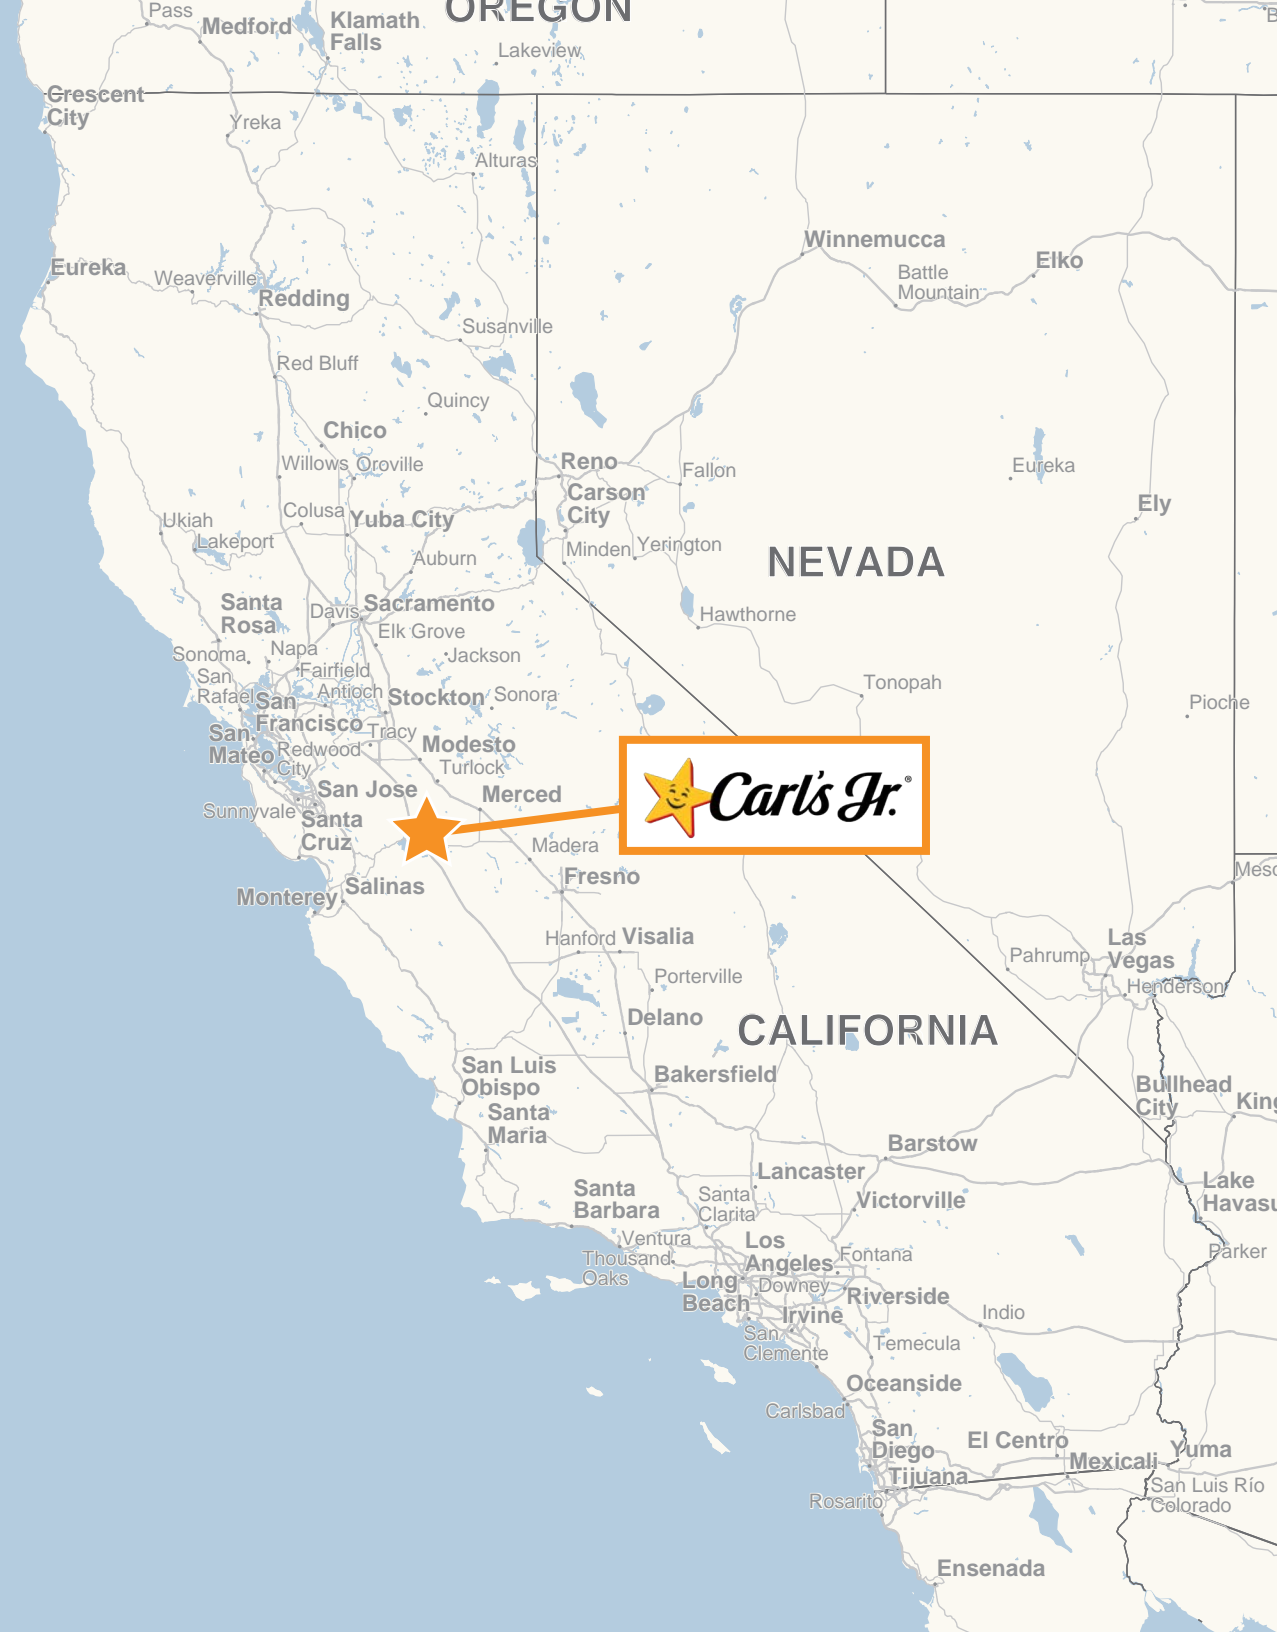 OREGON
Pass
Medford
Klamath
Falls
Lakeview
Crescent
City
Yreka
Alturas
Winnemucca
Elko
Battle
Mountain
Eureka
Weaverville
Redding
Susanville
Red Bluff
Quincy
Chico
Willows
Oroville
Reno
Fallon
Eureka
Carson
City
Ely
Colusa
Yuba City
Ukiah
Lakeport
Minden
Yerington
Auburn
NEVADA
Santa
Rosa
Davis
Sacramento
Hawthorne
Elk Grove
Sonoma
Napa
Jackson
San
Rafael
Fairfield
Antioch
Stockton
Sonora
Tonopah
Pioche
San
Francisco
San
Mateo
Tracy
Redwood
City
Modesto
Turlock
San Jose
Merced
Carl's Jr.®
Sunnyvale
Santa
Cruz
Madera
Fresno
Salinas
Monterey
Hanford
Visalia
Las
Vegas
Pahrump
Henderson
Porterville
Delano
CALIFORNIA
San Luis
Obispo
Bakersfield
Bullhead
City
Santa
Maria
Barstow
Lancaster
Lake
Santa
Barbara
Santa
Clarita
Victorville
Ventura
Thousand
Oaks
Los
Angeles
Fontana
Parker
Long
Beach
Downey
Riverside
Irvine
Indio
San
Clemente
Temecula
Oceanside
Carlsbad
San
Diego
El Centro
Mexicali
Yuma
Tijuana
San Luis Río
Colorado
Rosarito
Ensenada